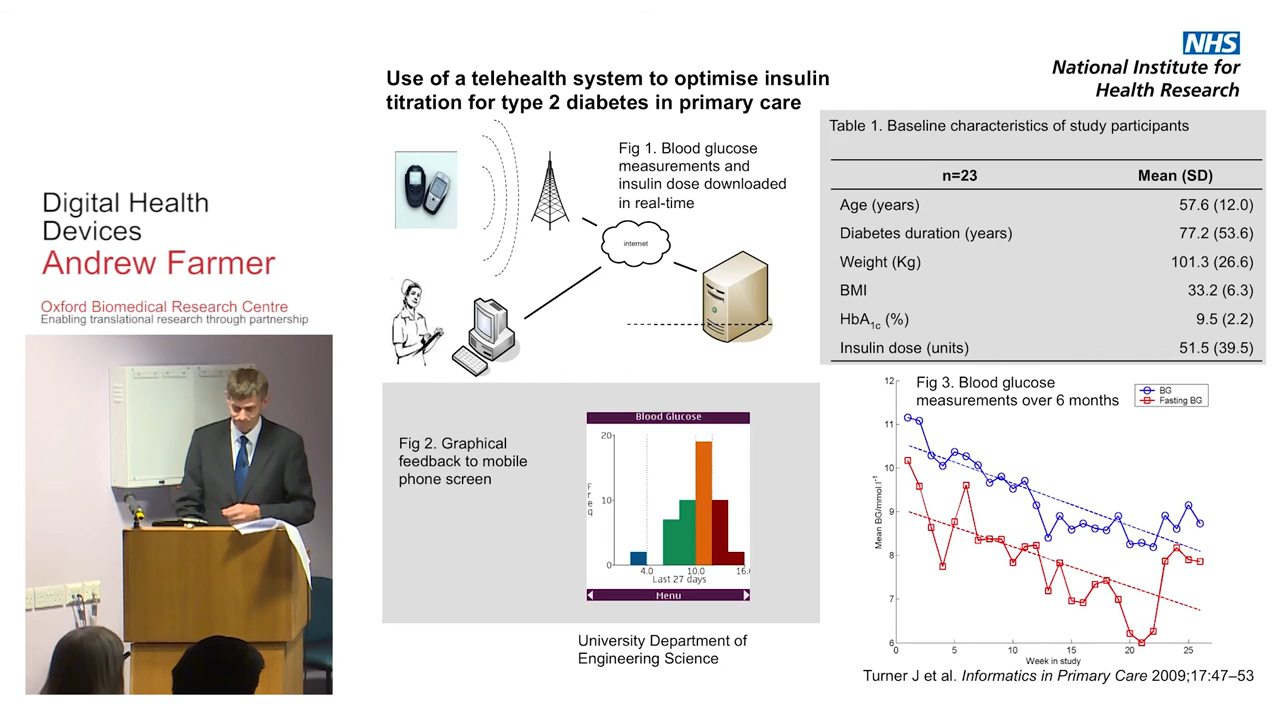 Digital Health
Devices
Andrew Farmer
Oxford Biomedical Research Centre
Enabling translational research through partnership
NHS
National Institute for
Health Research
Use of a telehealth system to optimise insulin
titration for type 2 diabetes in primary care
Fig 1. Blood glucose
measurements and
insulin dose downloaded
in real-time
internet
Table 1. Baseline characteristics of study participants
n=23 Mean (SD)
Age (years) 57.6 (12.0)
Diabetes duration (years) 77.2 (53.6)
Weight (Kg) 101.3 (26.6)
BMI 33.2 (6.3)
HbA1c (%) 9.5 (2.2)
Insulin dose (units) 51.5 (39.5)
Fig 2. Graphical
feedback to mobile
phone screen
Blood Glucose
20
10
0
Freq
4.0 10.0 16.
Last 27 days
Menu
University Department of
Engineering Science
Fig 3. Blood glucose
measurements over 6 months
BG
Fasting BG
12
11
10
9
8
7
6
Mean BG/mmol.l-1
0 5 10 15 20 25
Week in study
Turner J et al. Informatics in Primary Care 2009;17:47–53